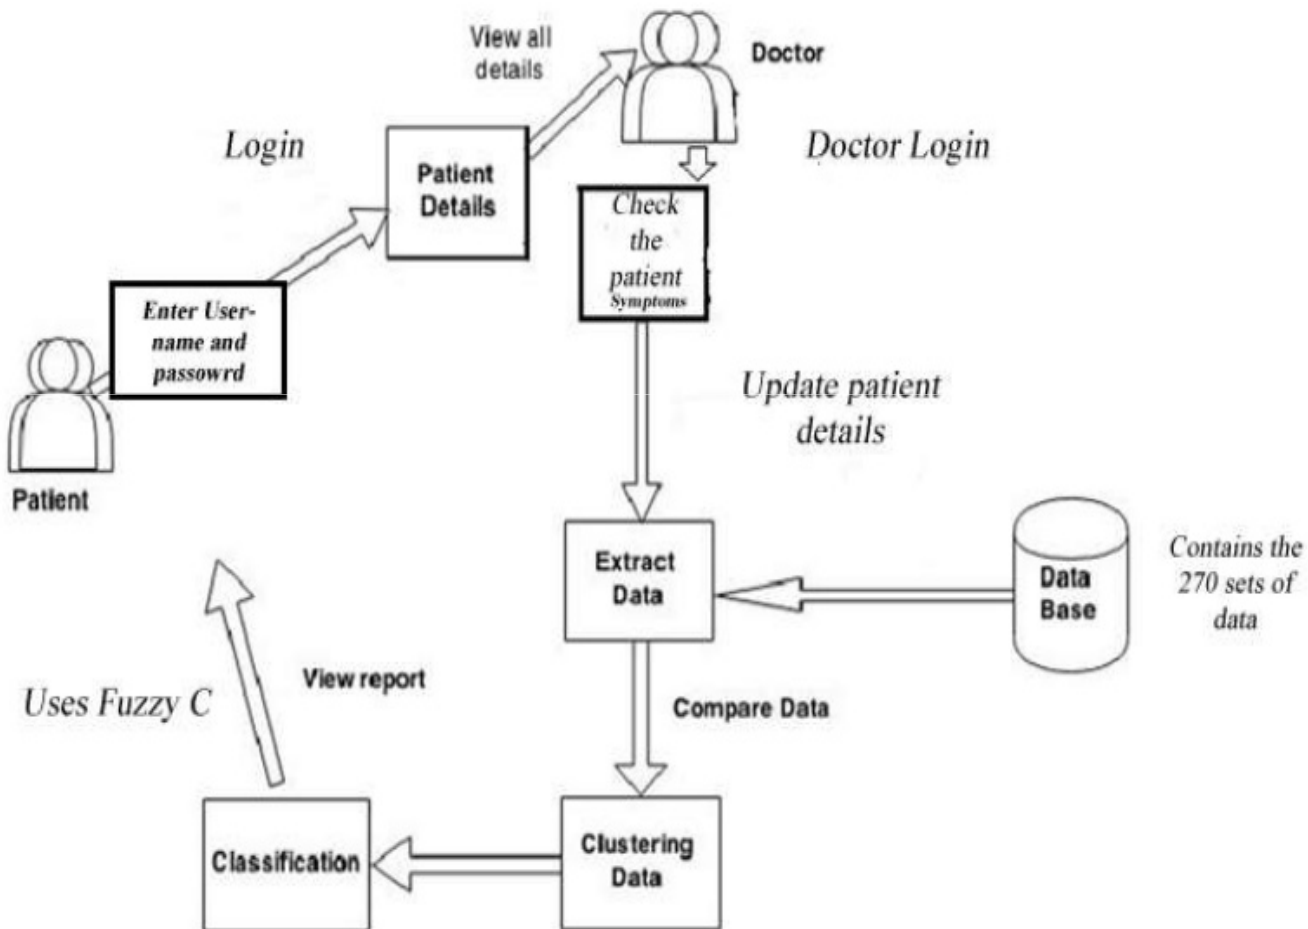 View all
details
Doctor
Login
Doctor Login
Patient
Details
Check
the
patient
Symptoms
Enter User-
name and
passowrd
Update patient
details
Patient
Extract
Data
Data
Base
Contains the
270 sets of
data
View report
Uses Fuzzy C
Compare Data
Classification
Clustering
Data